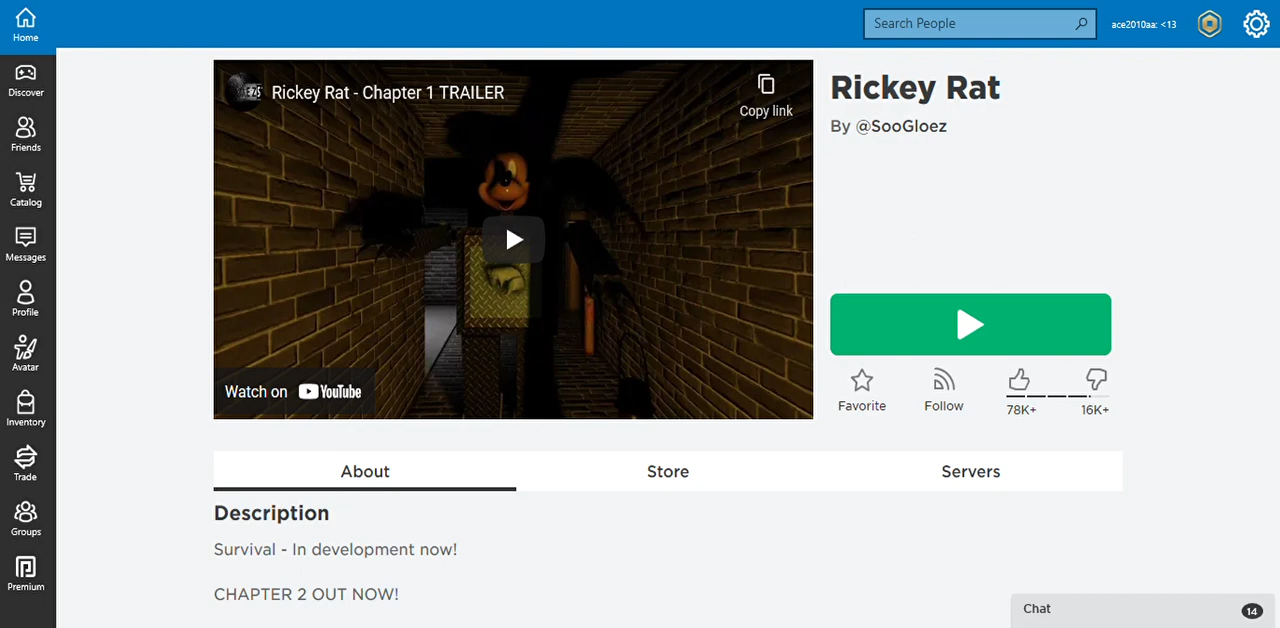 Home
Search People
ace2010aa: <13
Discover
Friends
Catalog
Messages
Profile
Avatar
Inventory
Trade
Groups
Premium
Rickey Rat - Chapter 1 TRAILER
Copy link
Watch on YouTube
Rickey Rat
By @SooGloez
Favorite
Follow
78K+
16K+
About
Store
Servers
Description
Survival - In development now!
CHAPTER 2 OUT NOW!
Chat
14